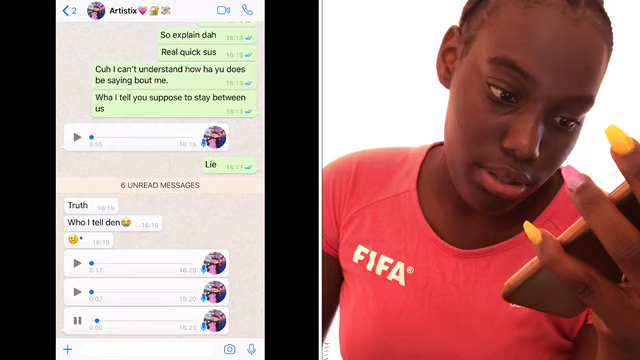 2
Artistix
So explain dah
16:13
Real quick sus
16:13
Cuh I can't understand how ha yu does
be saying bout me.
16:13
Wha I tell you suppose to stay between
us
16:13
0:55
16:15
Lie
16:17
6 UNREAD MESSAGES
Truth
16:19
Who I tell den😂
16:19
16:19
0:17
16:20
0:07
16:20
0:00
16:23
FIFA®